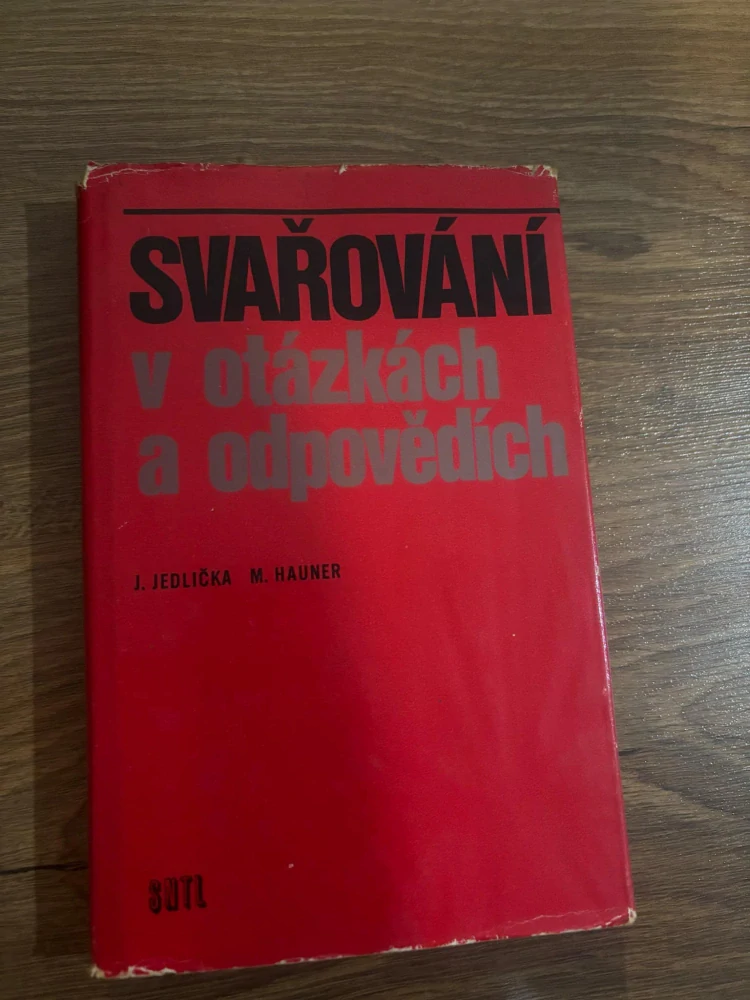 SVAŘOVÁNÍ
v otázkách
a odpovědích
J. JEDLIČKA M. HAUNER
SNTL